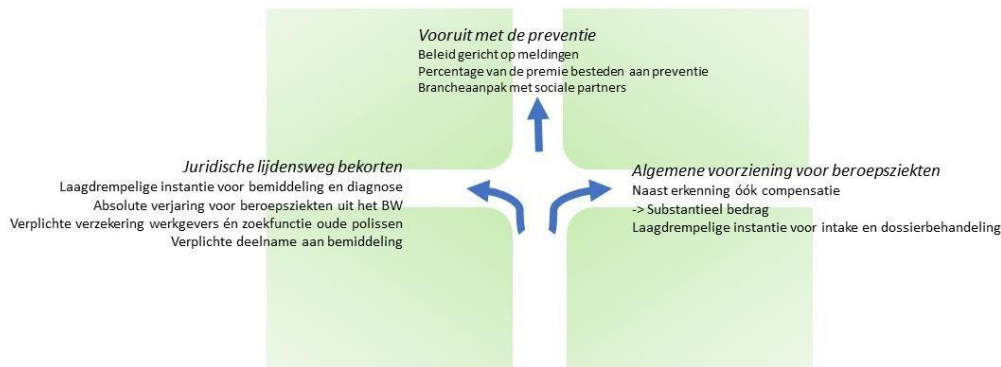 Vooruit met de preventie
Beleid gericht op meldingen
Percentage van de premie besteden aan preventie
Brancheaanpak met sociale partners
Juridische lijdensweg bekorten
Laagdrempelige instantie voor bemiddeling en diagnose
Absolute verjaring voor beroepsziekten uit het BW
Verplichte verzekering werkgevers én zoekfunctie oude polissen
Verplichte deelname aan bemiddeling
Algemene voorziening voor beroepsziekten
Naast erkenning óók compensatie
-> Substantieel bedrag
Laagdrempelige instantie voor intake en dossierbehandeling